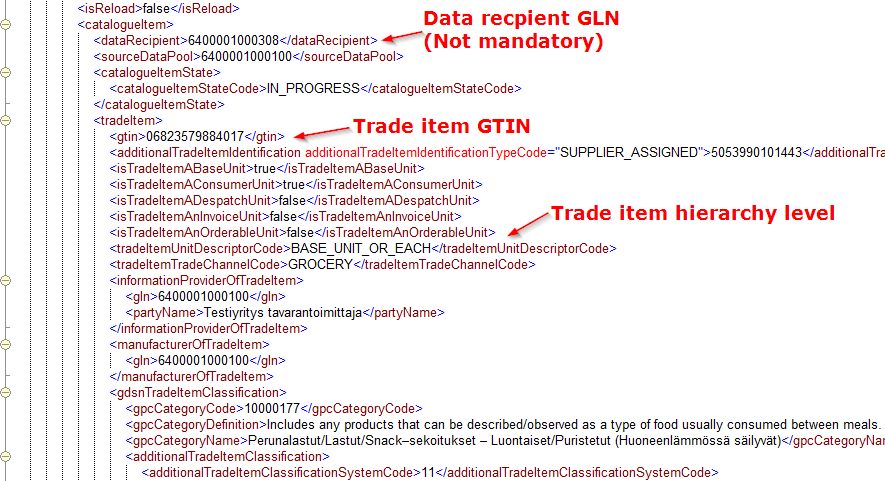 <isReload>false</isReload>
<catalogueItem>
Data recpient GLN
(Not mandatory)
<dataRecipient>6400001000308</dataRecipient>
<sourceDataPool>6400001000100</sourceDataPool>
<catalogueItemState>
<catalogueItemStateCode>IN_PROGRESS</catalogueItemStateCode>
</catalogueItemState>
<tradeItem>
<gtin>06823579884017</gtin>
Trade item GTIN
<additionalTradeItemIdentification additionalTradeItemIdentificationTypeCode="SUPPLIER_ASSIGNED">5053990101443</additionalTra
<isTradeItemABaseUnit>true</isTradeItemABaseUnit>
<isTradeItemAConsumerUnit>true</isTradeItemAConsumerUnit>
<isTradeItemADespatchUnit>false</isTradeItemADespatchUnit>
<isTradeItemAnInvoiceUnit>false</isTradeItemAnInvoiceUnit>
Trade item hierarchy level
<isTradeItemAnOrderableUnit>false</isTradeItemAnOrderableUnit>
<tradeItemUnitDescriptorCode>BASE_UNIT_OR_EACH</tradeItemUnitDescriptorCode>
<tradeItemTradeChannelCode>GROCERY</tradeItemTradeChannelCode>
<informationProviderOfTradeItem>
<gln>6400001000100</gln>
<partyName>Testiyritys tavarantoimittaja</partyName>
</informationProviderOfTradeItem>
<manufacturerOfTradeItem>
<gln>6400001000100</gln>
</manufacturerOfTradeItem>
<gdsnTradeItemClassification>
<gpcCategoryCode>10000177</gpcCategoryCode>
<gpcCategoryDefinition>Includes any products that can be described/observed as a type of food usually consumed between meals.
<gpcCategoryName>Perunalastut/Lastut/Snack–sekoitukset – Luontaiset/Puristetut (Huoneenlämmössä säilyvät)</gpcCategoryNam
<additionalTradeItemClassification>
<additionalTradeItemClassificationSystemCode>11</additionalTradeItemClassificationSystemCode>